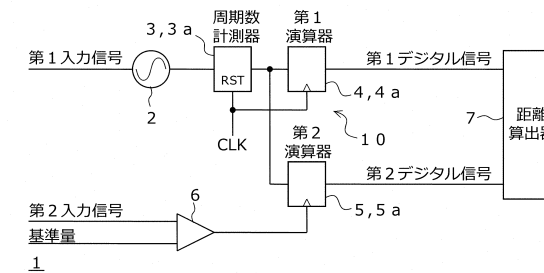 周期数
計測器
3,3a
第1
演算器
第1入力信号
第1デジタル信号
RST
2
4,4a
CLK
10
7
距離
算出器
第2
演算器
第2デジタル信号
6
第2入力信号
基準量
5,5a
1